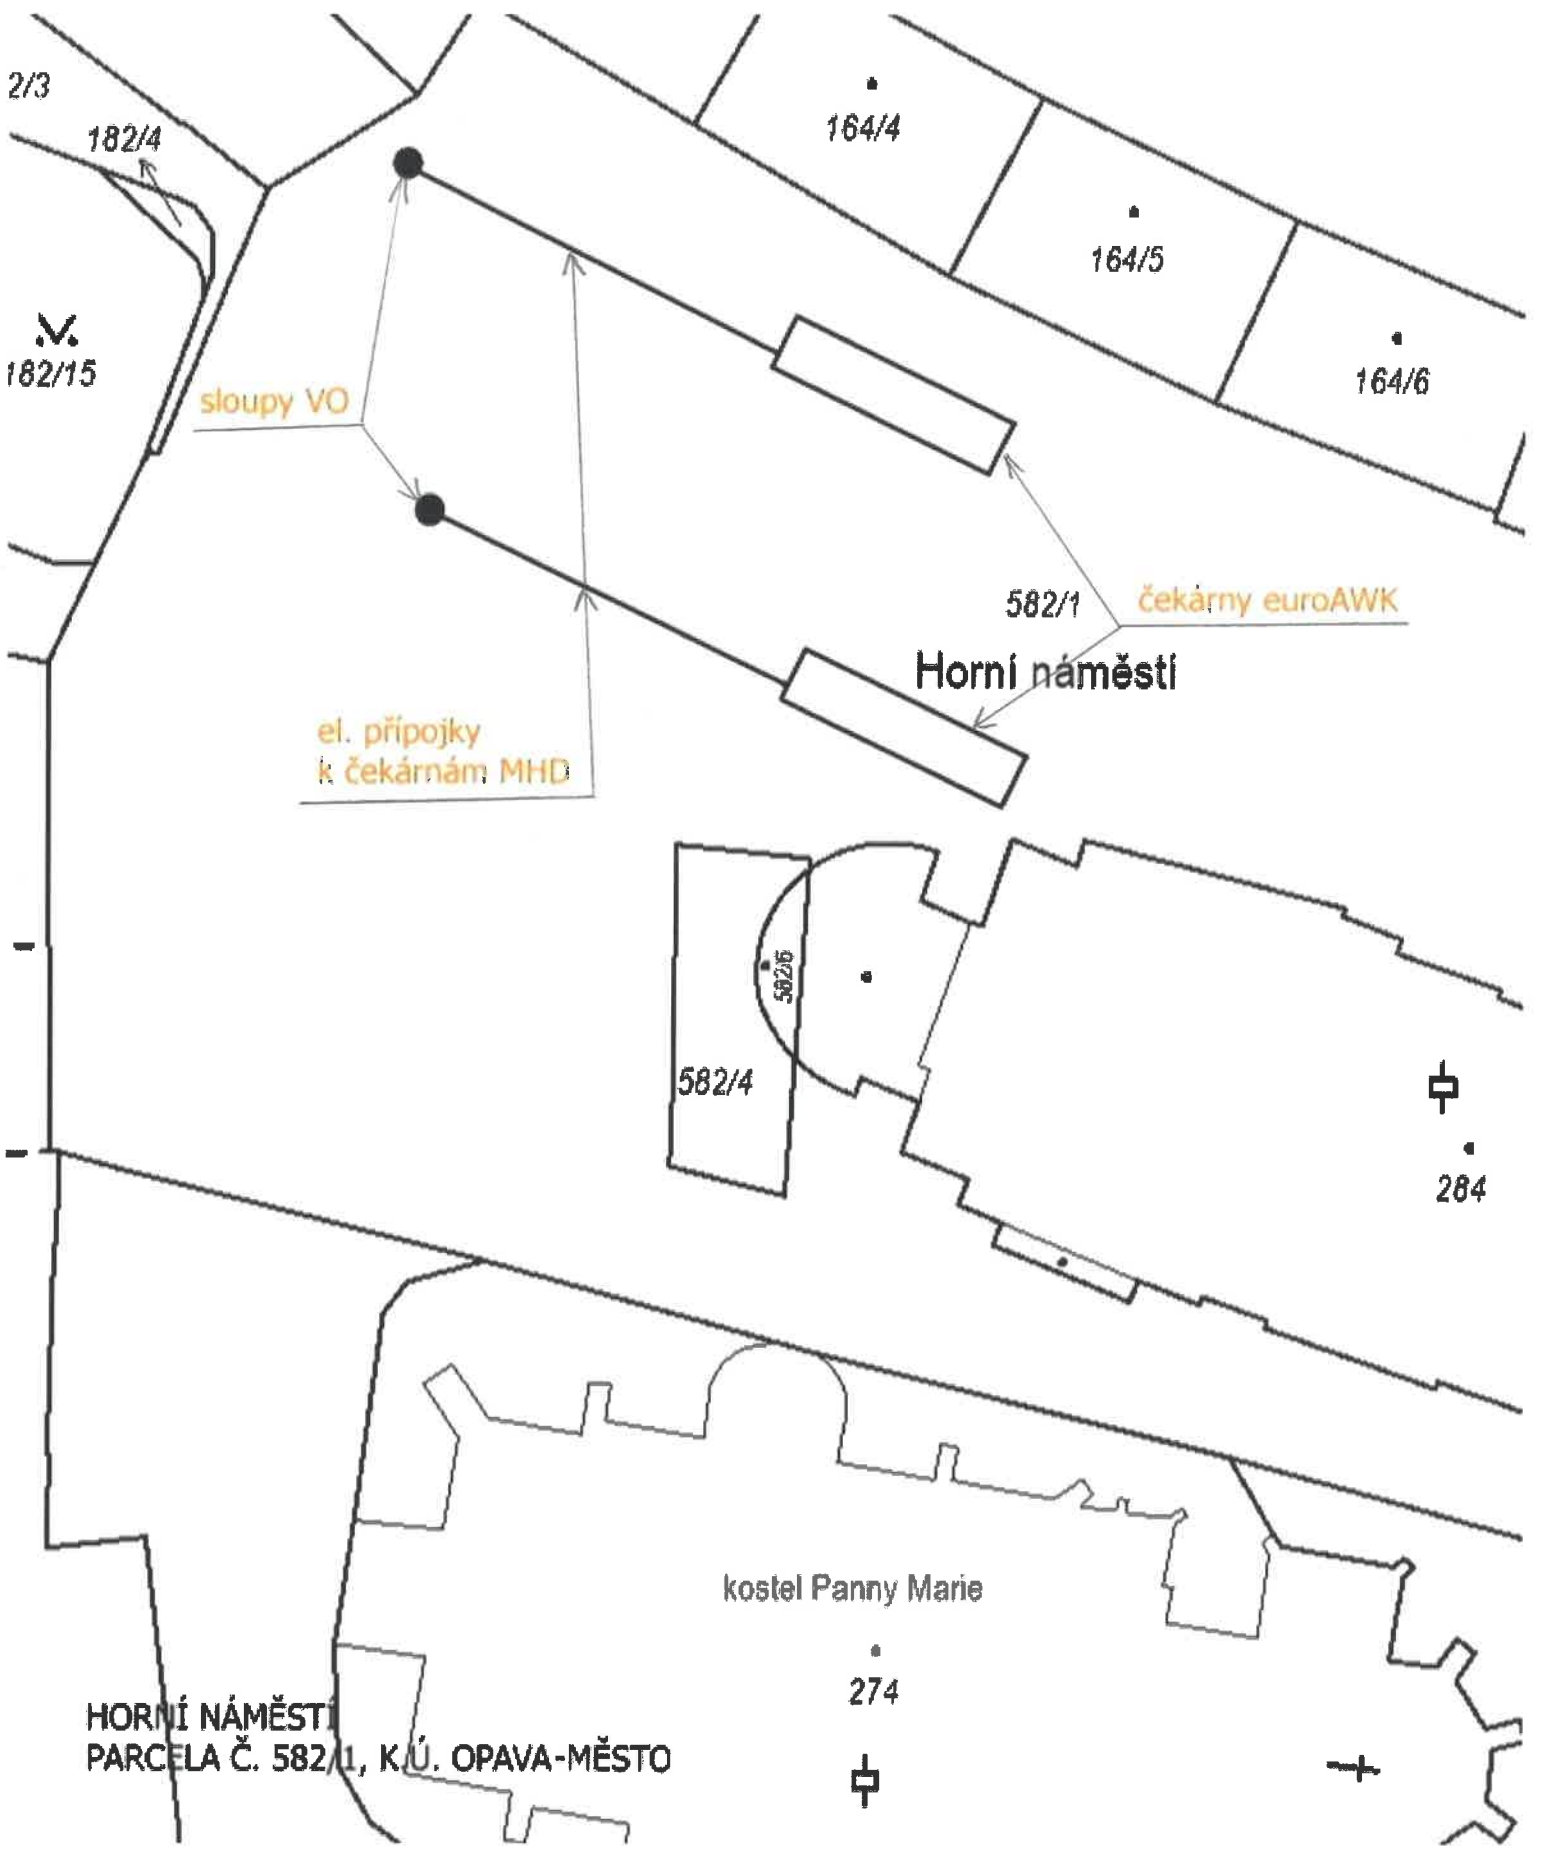 2/3
182/4
164/4
164/5
164/6
182/15
sloupy VO
582/1
čekárny euroAWK
Horní náměstí
el. přípojky
k čekárnám MHD
582/6
582/4
284
kostel Panny Marie
274
HORNÍ NÁMĚSTÍ
PARCELA Č. 582/1, K.Ú. OPAVA-MĚSTO